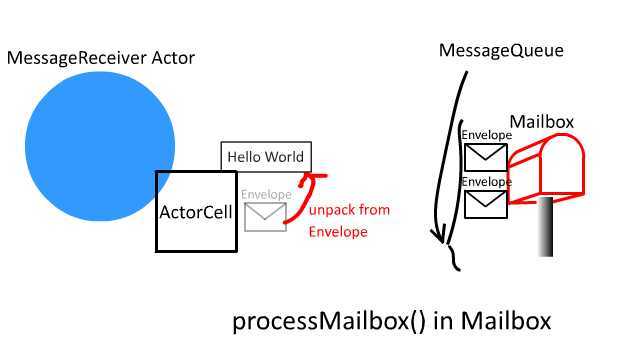 MessageReceiver Actor
MessageQueue
Mailbox
Envelope
Hello World
Envelope
Envelope
ActorCell
unpack from
Envelope
processMailbox() in Mailbox